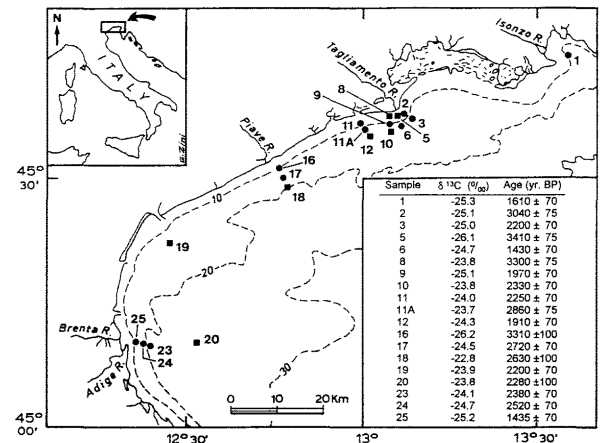 N
ITALY
G.Zini
Isonzo R.
1
Tagliamento R.
8
9
2
3
5
6
10
11
11A
12
Piave R.
16
17
18
10
19
20
20
30
Brenta R.
Adige R.
25
23
24
0 10 20 Km
45° 30'
45° 00'
12° 30'
13°
13° 30'
Sample δ 13C (0/00) Age (yr. BP)
1 -25.3 1610 ± 70
2 -25.1 3040 ± 75
3 -25.0 2200 ± 70
5 -26.1 3410 ± 75
6 -24.7 1430 ± 70
8 -23.8 3300 ± 75
9 -25.1 1970 ± 70
10 -23.8 2330 ± 70
11 -24.0 2250 ± 70
11A -23.7 2860 ± 75
12 -24.3 1910 ± 70
16 -26.2 3310 ±100
17 -24.5 2720 ± 70
18 -22.8 2630 ±100
19 -23.9 2200 ± 70
20 -23.8 2280 ±100
23 -24.1 2380 ± 70
24 -24.7 2520 ± 70
25 -25.2 1435 ± 70